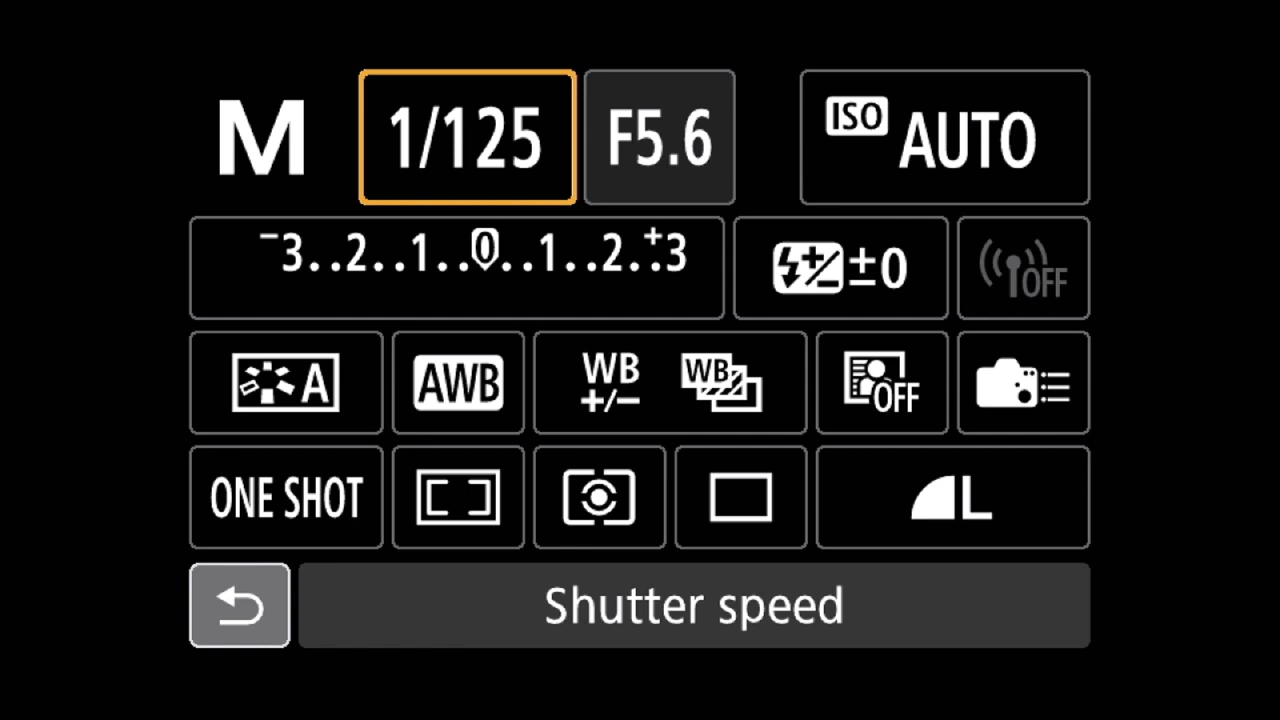 M 1/125 F5.6 ISO AUTO
-3..2..1..0..1..2..+3 ±0 OFF
A AWB WB +/- WB OFF
ONE SHOT L
Shutter speed